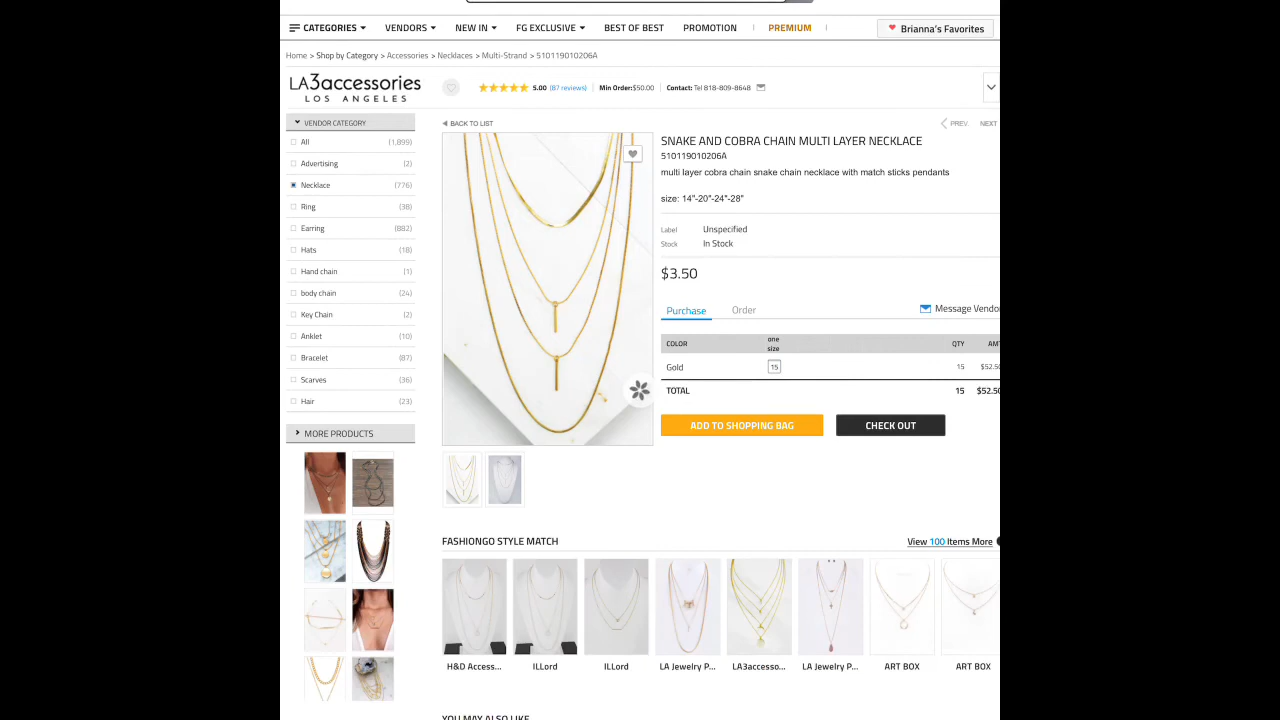 CATEGORIES VENDORS NEW IN FG EXCLUSIVE BEST OF BEST PROMOTION PREMIUM Brianna's Favorites
Home > Shop by Category > Accessories > Necklaces > Multi-Strand > 510119010206A
LA3accessories
LOS ANGELES
5.00 (87 reviews) Min Order:$50.00 Contact: Tel 818-809-8648
VENDOR CATEGORY
All (1,899)
Advertising (2)
Necklace (776)
Ring (38)
Earring (882)
Hats (18)
Hand chain (1)
body chain (24)
Key Chain (2)
Anklet (10)
Bracelet (87)
Scarves (36)
Hair (23)
MORE PRODUCTS
BACK TO LIST
PREV. NEXT
SNAKE AND COBRA CHAIN MULTI LAYER NECKLACE
510119010206A
multi layer cobra chain snake chain necklace with match sticks pendants
size: 14"-20"-24"-28"
Label Unspecified
Stock In Stock
$3.50
Purchase Order Message Vendo
COLOR one size QTY AM
Gold 15 15 $52.50
TOTAL 15 $52.50
ADD TO SHOPPING BAG CHECK OUT
FASHIONGO STYLE MATCH View 100 Items More
H&D Access... ILLord ILLord LA Jewelry P... LA3accesso... LA Jewelry P... ART BOX ART BOX
YOU MAY ALSO LIKE